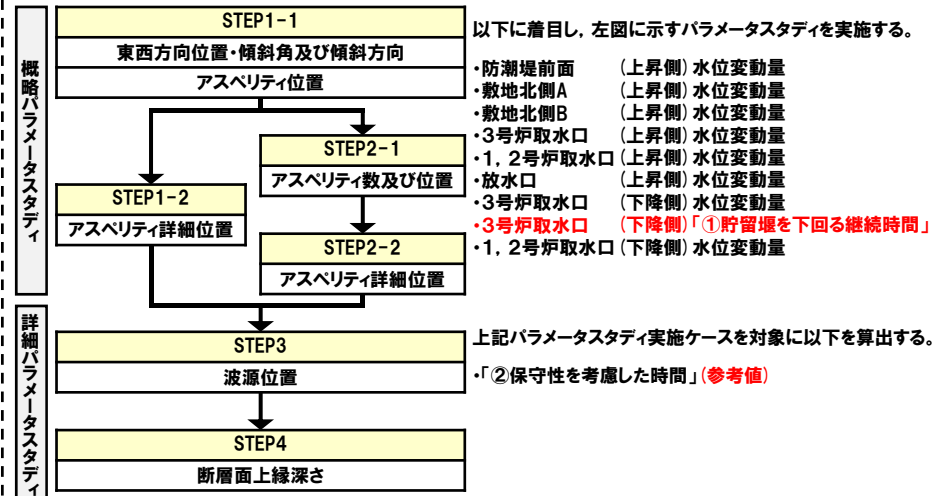 概略パラメータスタディ
STEP1-1
東西方向位置・傾斜角及び傾斜方向
アスペリティ位置
STEP2-1
アスペリティ数及び位置
STEP1-2
アスペリティ詳細位置
STEP2-2
アスペリティ詳細位置
詳細パラメータスタディ
STEP3
波源位置
STEP4
断層面上縁深さ
以下に着目し，左図に示すパラメータスタディを実施する。
・防潮堤前面　　（上昇側）水位変動量
・敷地北側A　　（上昇側）水位変動量
・敷地北側B　　（上昇側）水位変動量
・3号炉取水口　　（上昇側）水位変動量
・1，2号炉取水口（上昇側）水位変動量
・放水口　　（上昇側）水位変動量
・3号炉取水口　　（下降側）水位変動量
・3号炉取水口　　（下降側）「①貯留堰を下回る継続時間」
・1，2号炉取水口（下降側）水位変動量
上記パラメータスタディ実施ケースを対象に以下を算出する。
・「②保守性を考慮した時間」（参考値）